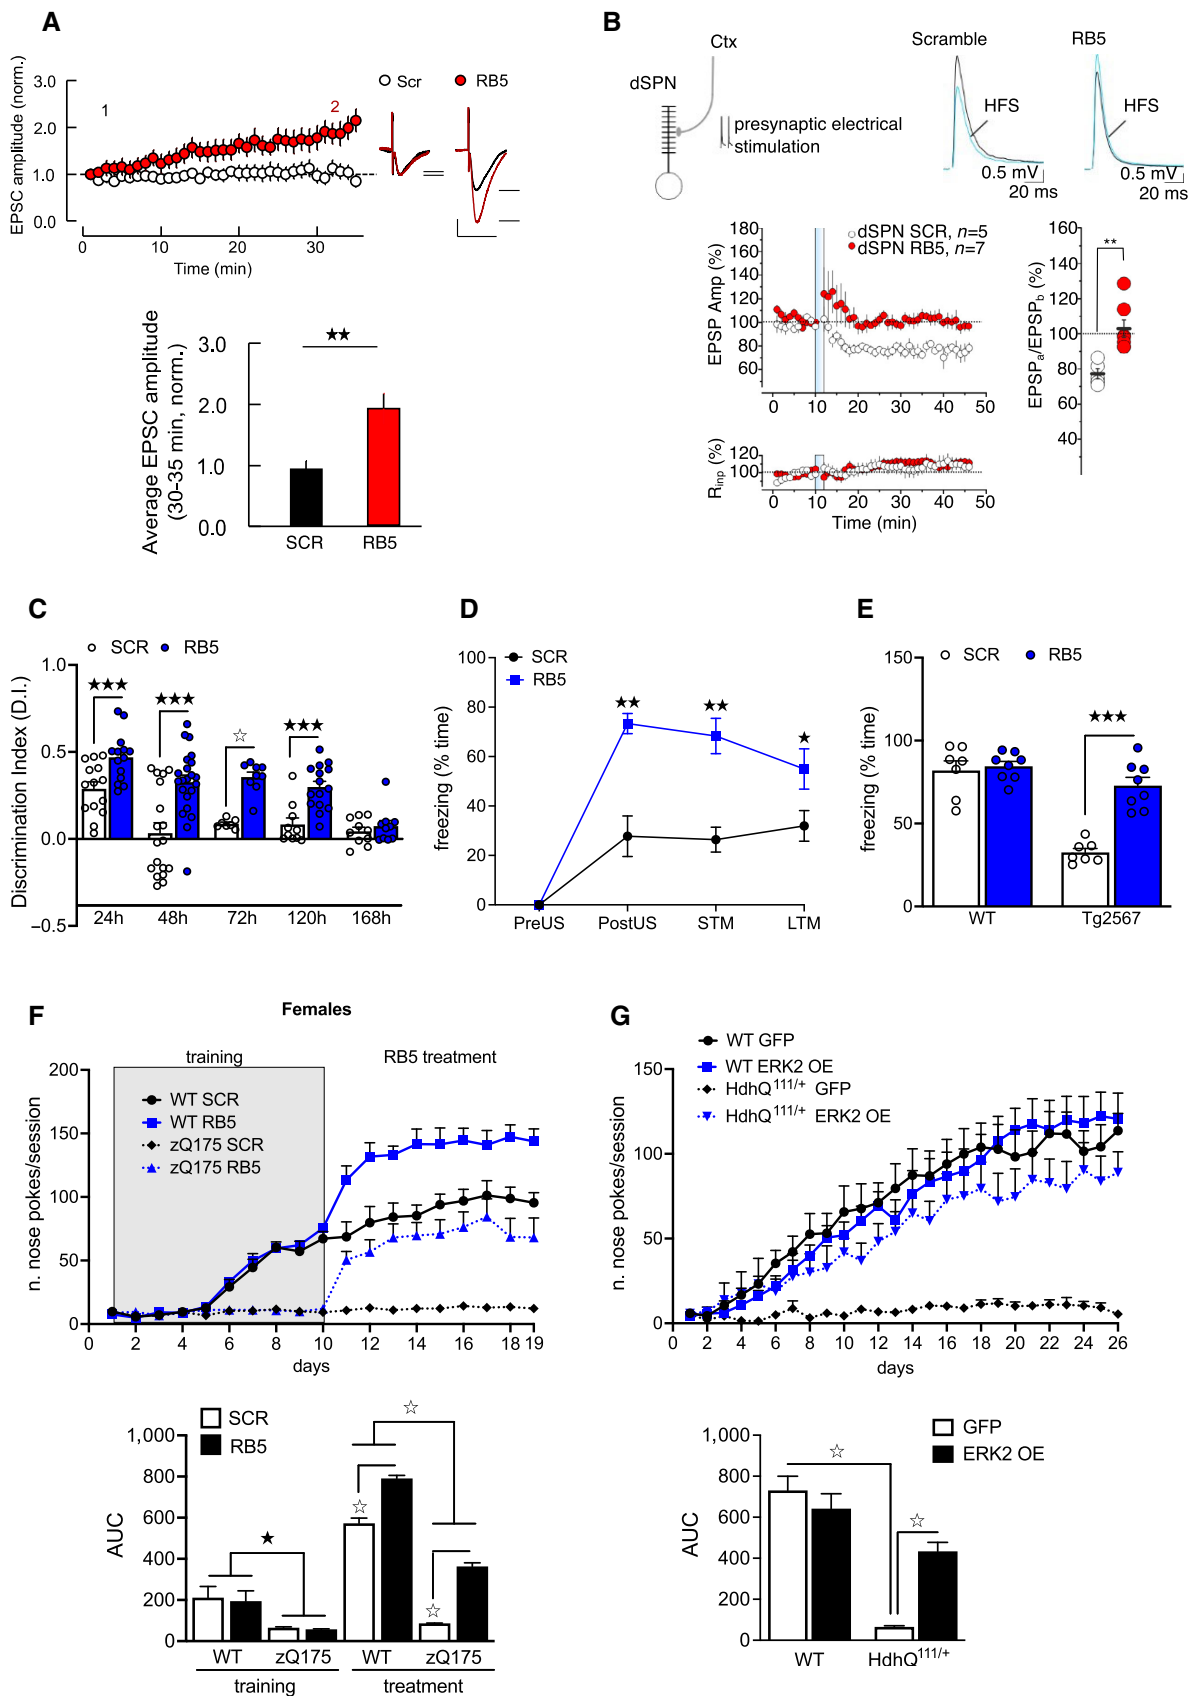 A
EPSC amplitude (norm.)
3.0
2.0
1.0
0.0
1
2
Scr
RB5
0
10
20
30
Time (min)
Average EPSC amplitude
(30-35 min, norm.)
3.0
2.0
1.0
0.0
★★
SCR
RB5
B
Ctx
dSPN
presynaptic electrical
stimulation
Scramble
RB5
HFS
HFS
0.5 mV
20 ms
0.5 mV
20 ms
EPSP Amp (%)
180
160
140
120
100
80
60
dSPN SCR, n=5
dSPN RB5, n=7
0
10
20
30
40
50
Rinp (%)
120
100
0
10
20
30
40
50
Time (min)
EPSPa/EPSPb (%)
160
140
120
100
80
60
40
**
C
SCR
RB5
Discrimination Index (D.I.)
1.0
0.5
0.0
−0.5
★★★
★★★
☆
★★★
24h
48h
72h
120h
168h
D
freezing (% time)
100
80
60
40
20
0
SCR
RB5
★★
★★
★
PreUS
PostUS
STM
LTM
E
SCR
RB5
freezing (% time)
150
100
50
0
★★★
WT
Tg2567
F
Females
training
RB5 treatment
n. nose pokes/session
200
150
100
50
0
WT SCR
WT RB5
zQ175 SCR
zQ175 RB5
0
2
4
6
8
10
12
14
16
18
19
days
AUC
1,000
800
600
400
200
0
SCR
RB5
★
☆
☆
☆
WT
zQ175
WT
zQ175
training
treatment
G
WT GFP
WT ERK2 OE
HdhQ111/+ GFP
HdhQ111/+ ERK2 OE
n. nose pokes/session
150
100
50
0
0
2
4
6
8
10
12
14
16
18
20
22
24
26
days
AUC
1,000
800
600
400
200
0
GFP
ERK2 OE
☆
☆
WT
HdhQ111/+